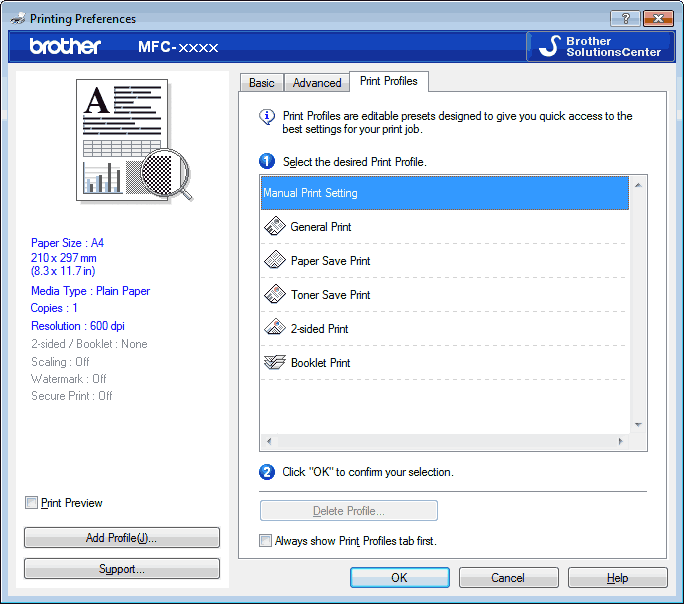 Printing Preferences
brother MFC-xxxx
Brother
SolutionsCenter
A
Paper Size : A4
210 x 297 mm
(8.3 x 11.7 in)
Media Type : Plain Paper
Copies : 1
Resolution : 600 dpi
2-sided / Booklet : None
Scaling : Off
Watermark : Off
Secure Print : Off
Print Preview
Add Profile(J)...
Support...
Basic Advanced Print Profiles
Print Profiles are editable presets designed to give you quick access to the
best settings for your print job.
1 Select the desired Print Profile.
Manual Print Setting
General Print
Paper Save Print
Toner Save Print
2-sided Print
Booklet Print
2 Click "OK" to confirm your selection.
Delete Profile...
Always show Print Profiles tab first.
OK Cancel Help